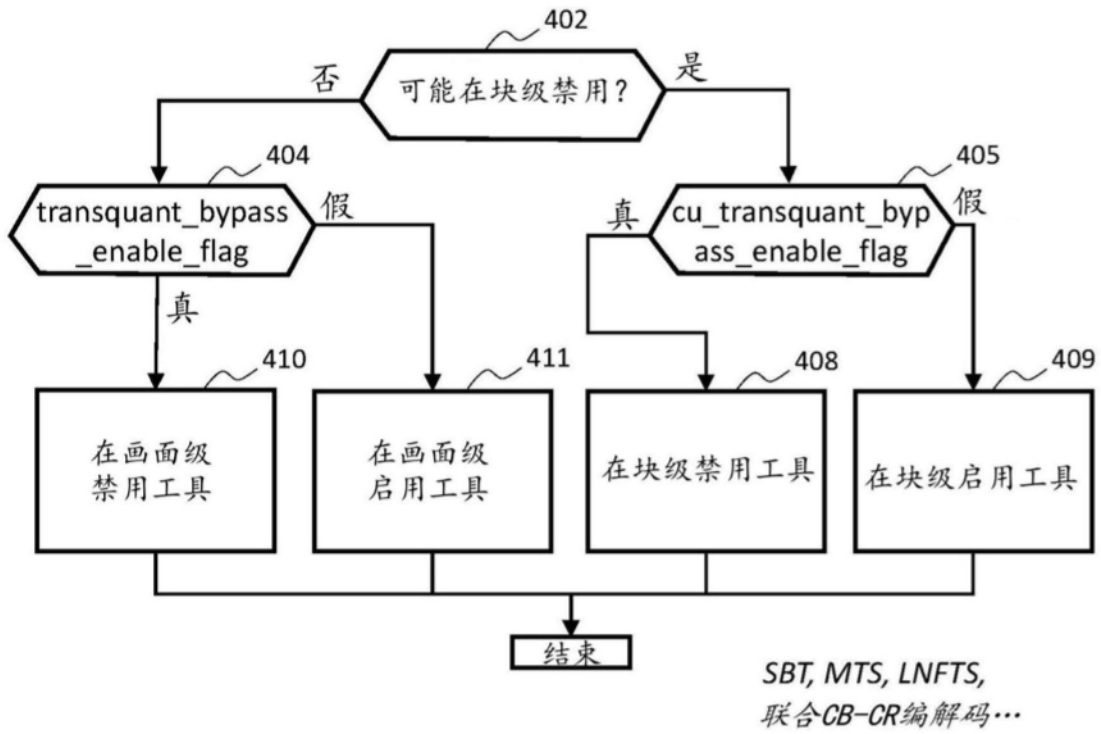 402
否
可能在块级禁用？
是
404
405
transquant_bypass
_enable_flag
假
真
cu_transquant_byp
ass_enable_flag
假
真
410
411
408
409
在画面级
禁用工具
在画面级
启用工具
在块级禁用工具
在块级启用工具
结束
SBT, MTS, LNFTS,
联合CB-CR编解码…